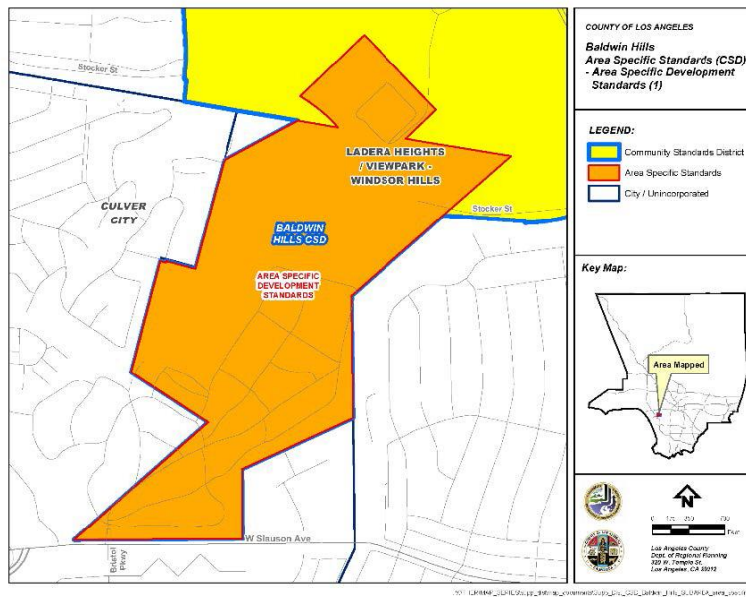 Stocker St
CULVER
CITY
LADERA HEIGHTS
/ VIEWPARK -
WINDSOR HILLS
Stocker St
BALDWIN
HILLS CSD
AREA SPECIFIC
DEVELOPMENT
STANDARDS
W Slauson Ave
Bristol
Pkwy
COUNTY OF LOS ANGELES
Baldwin Hills
Area Specific Standards (CSD)
- Area Specific Development
Standards (1)
LEGEND:
Community Standards District
Area Specific Standards
City / Unincorporated
Key Map:
Area Mapped
N
0
Feet
Los Angeles County
Dept. of Regional Planning
320 W. Temple St.
Los Angeles, CA 90012